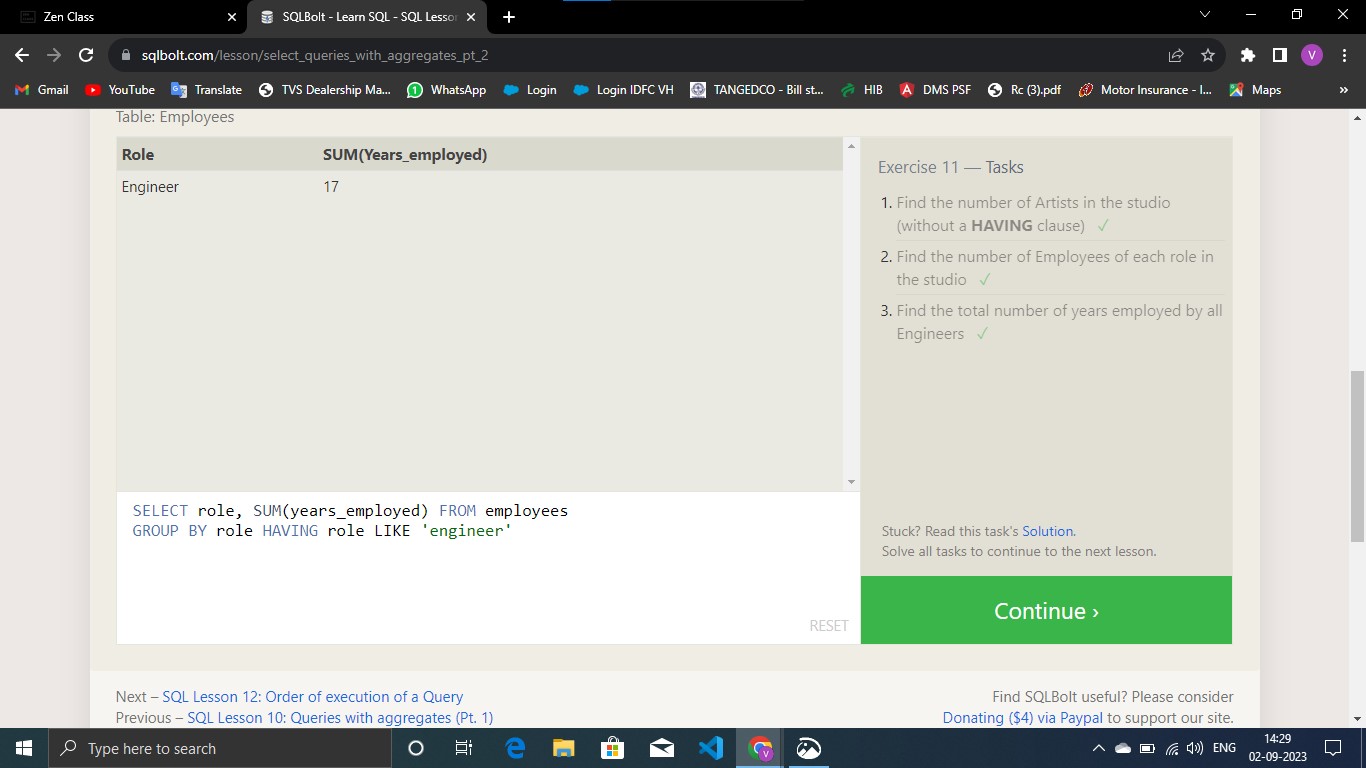 Zen Class
SQLBolt - Learn SQL - SQL Lesson
sqlbolt.com/lesson/select_queries_with_aggregates_pt_2
V
Gmail YouTube Translate TVS Dealership Ma... WhatsApp Login Login IDFC VH TANGEDCO - Bill st... HIB DMS PSF Rc (3).pdf Motor Insurance - I... Maps »
Table: Employees
Role SUM(Years_employed)
Engineer 17
Exercise 11 — Tasks
1. Find the number of Artists in the studio
(without a HAVING clause) ✓
2. Find the number of Employees of each role in
the studio ✓
3. Find the total number of years employed by all
Engineers ✓
SELECT role, SUM(years_employed) FROM employees
GROUP BY role HAVING role LIKE 'engineer'
RESET
Stuck? Read this task's Solution.
Solve all tasks to continue to the next lesson.
Continue ›
Next – SQL Lesson 12: Order of execution of a Query
Previous – SQL Lesson 10: Queries with aggregates (Pt. 1)
Find SQLBolt useful? Please consider
Donating ($4) via Paypal to support our site.
Type here to search
ENG
14:29
02-09-2023